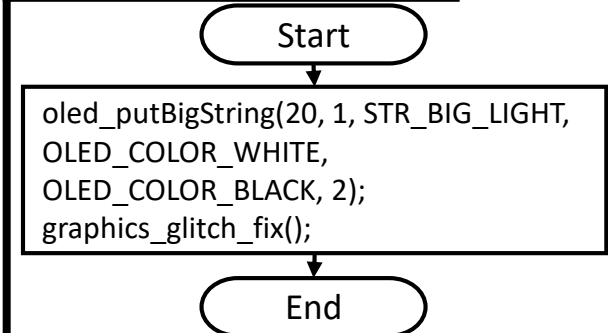 Start
oled_putBigString(20, 1, STR_BIG_LIGHT,
OLED_COLOR_WHITE,
OLED_COLOR_BLACK, 2);
graphics_glitch_fix();
End